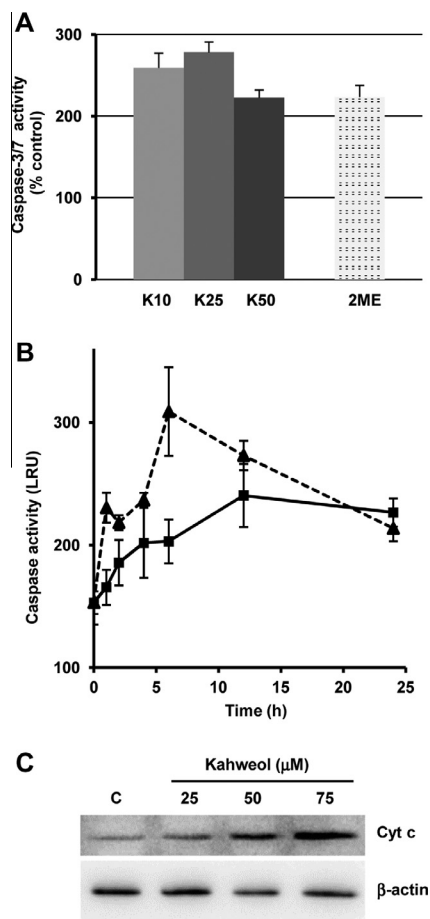 A
Caspase-3/7 activity
(% control)
300
200
100
0
K10 K25 K50 2ME
B
Caspase activity (LRU)
300
200
100
0 5 10 15 20 25
Time (h)
C
Kahweol (μM)
C 25 50 75
Cyt c
β-actin